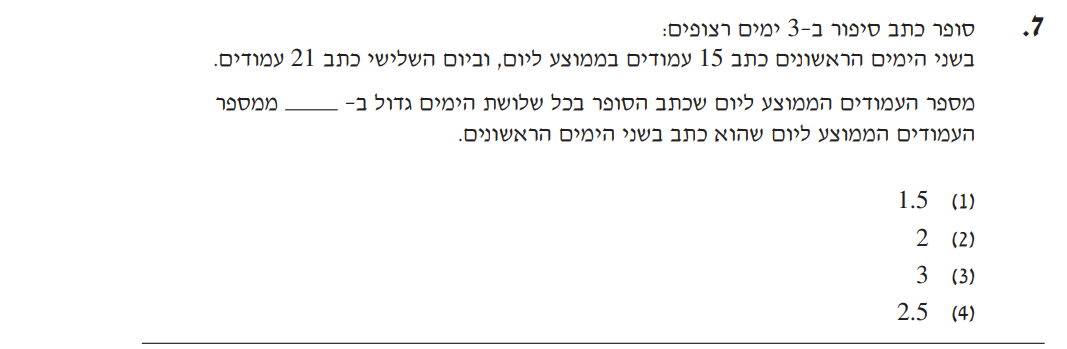 7. סופר כתב סיפור ב-3 ימים רצופים:
בשני הימים הראשונים כתב 15 עמודים בממוצע ליום, וביום השלישי כתב 21 עמודים.
מספר העמודים הממוצע ליום שכתב הסופר בכל שלושת הימים גדול ב- _____ ממספר
העמודים הממוצע ליום שהוא כתב בשני הימים הראשונים.
(1) 1.5
(2) 2
(3) 3
(4) 2.5